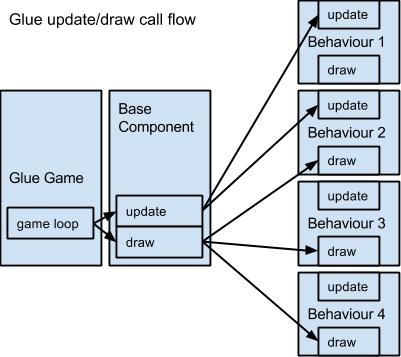 Glue update/draw call flow
Glue Game
game loop
Base
Component
update
draw
update
Behaviour 1
draw
update
Behaviour 2
draw
update
Behaviour 3
draw
update
Behaviour 4
draw